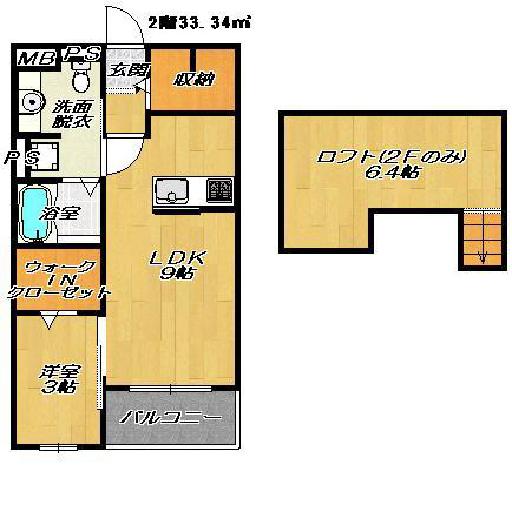 2階33.34㎡
MB
PS
玄関
収納
洗面
脱衣
PS
浴室
ロフト(2Fのみ)
6.4帖
LDK
9帖
ウォーク
IN
クローゼット
洋室
3帖
バルコニー